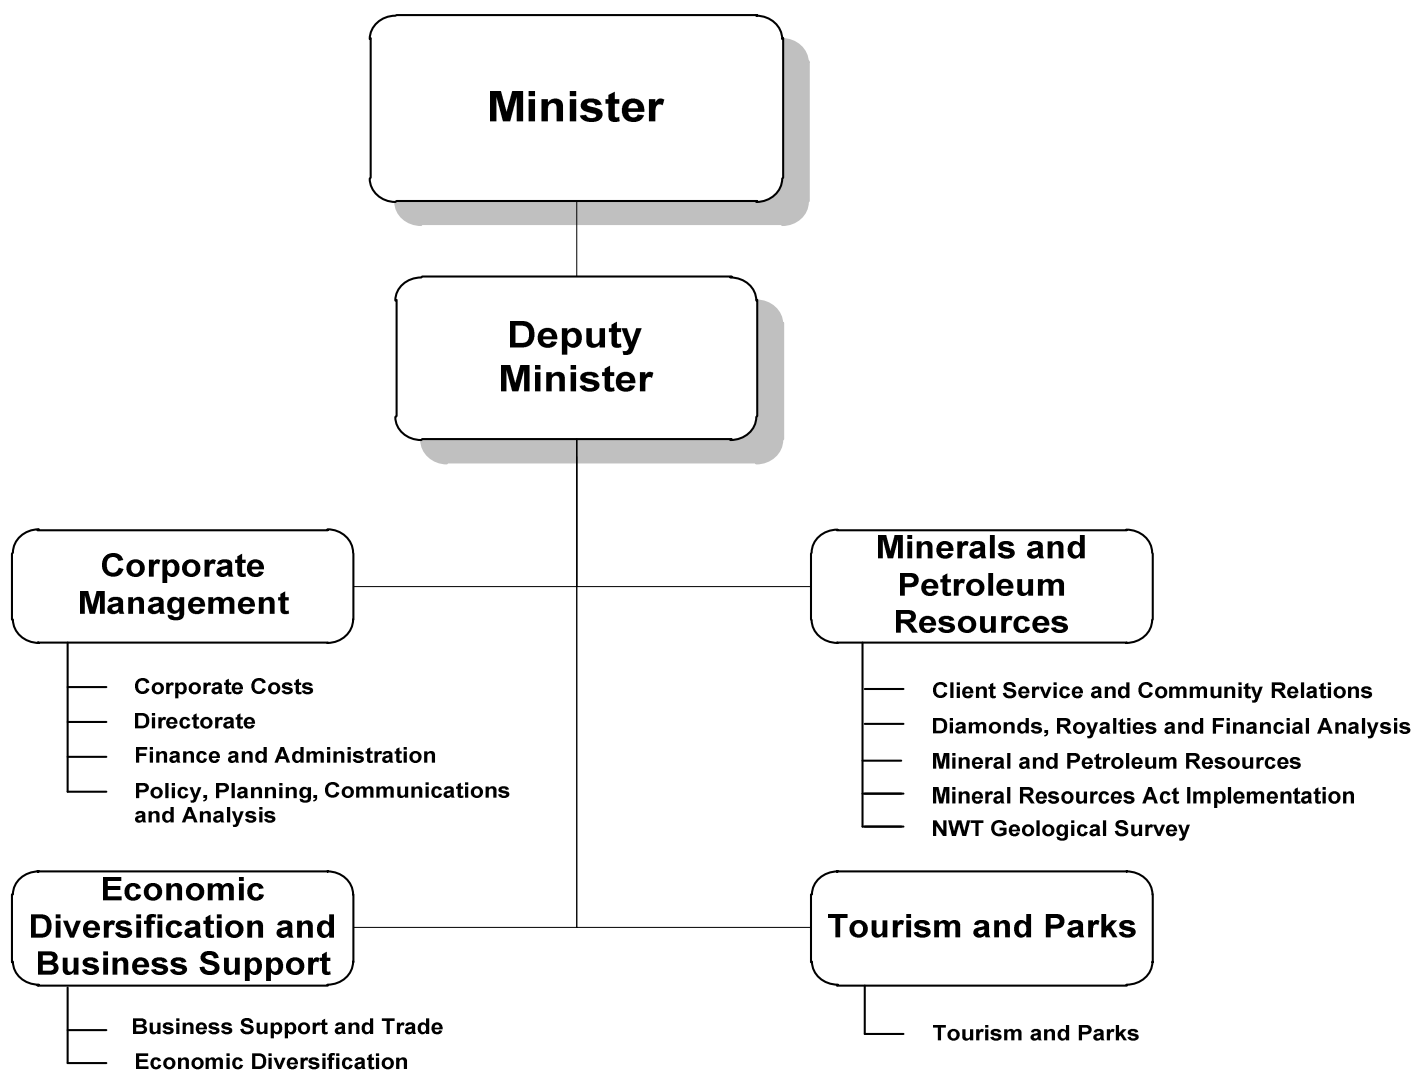 Minister
Deputy
Minister
Corporate
Management
Corporate Costs
Directorate
Finance and Administration
Policy, Planning, Communications
and Analysis
Minerals and
Petroleum
Resources
Client Service and Community Relations
Diamonds, Royalties and Financial Analysis
Mineral and Petroleum Resources
Mineral Resources Act Implementation
NWT Geological Survey
Economic
Diversification and
Business Support
Business Support and Trade
Economic Diversification
Tourism and Parks
Tourism and Parks